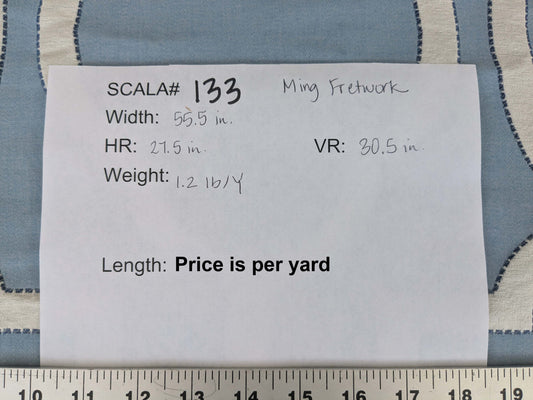 SCALA# 133 Ming Fretwork
Width: 55.5 in.
HR: 27.5 in. VR: 30.5 in.
Weight: 1.2 lb/Y
Length: Price is per yard
10 11 12 13 14 15 16 17 18 19